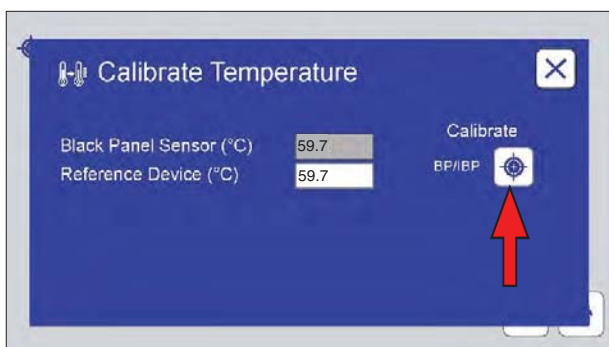 Calibrate Temperature
Calibrate
Black Panel Sensor (°C) 59.7
BP/IBP
Reference Device (°C) 59.7